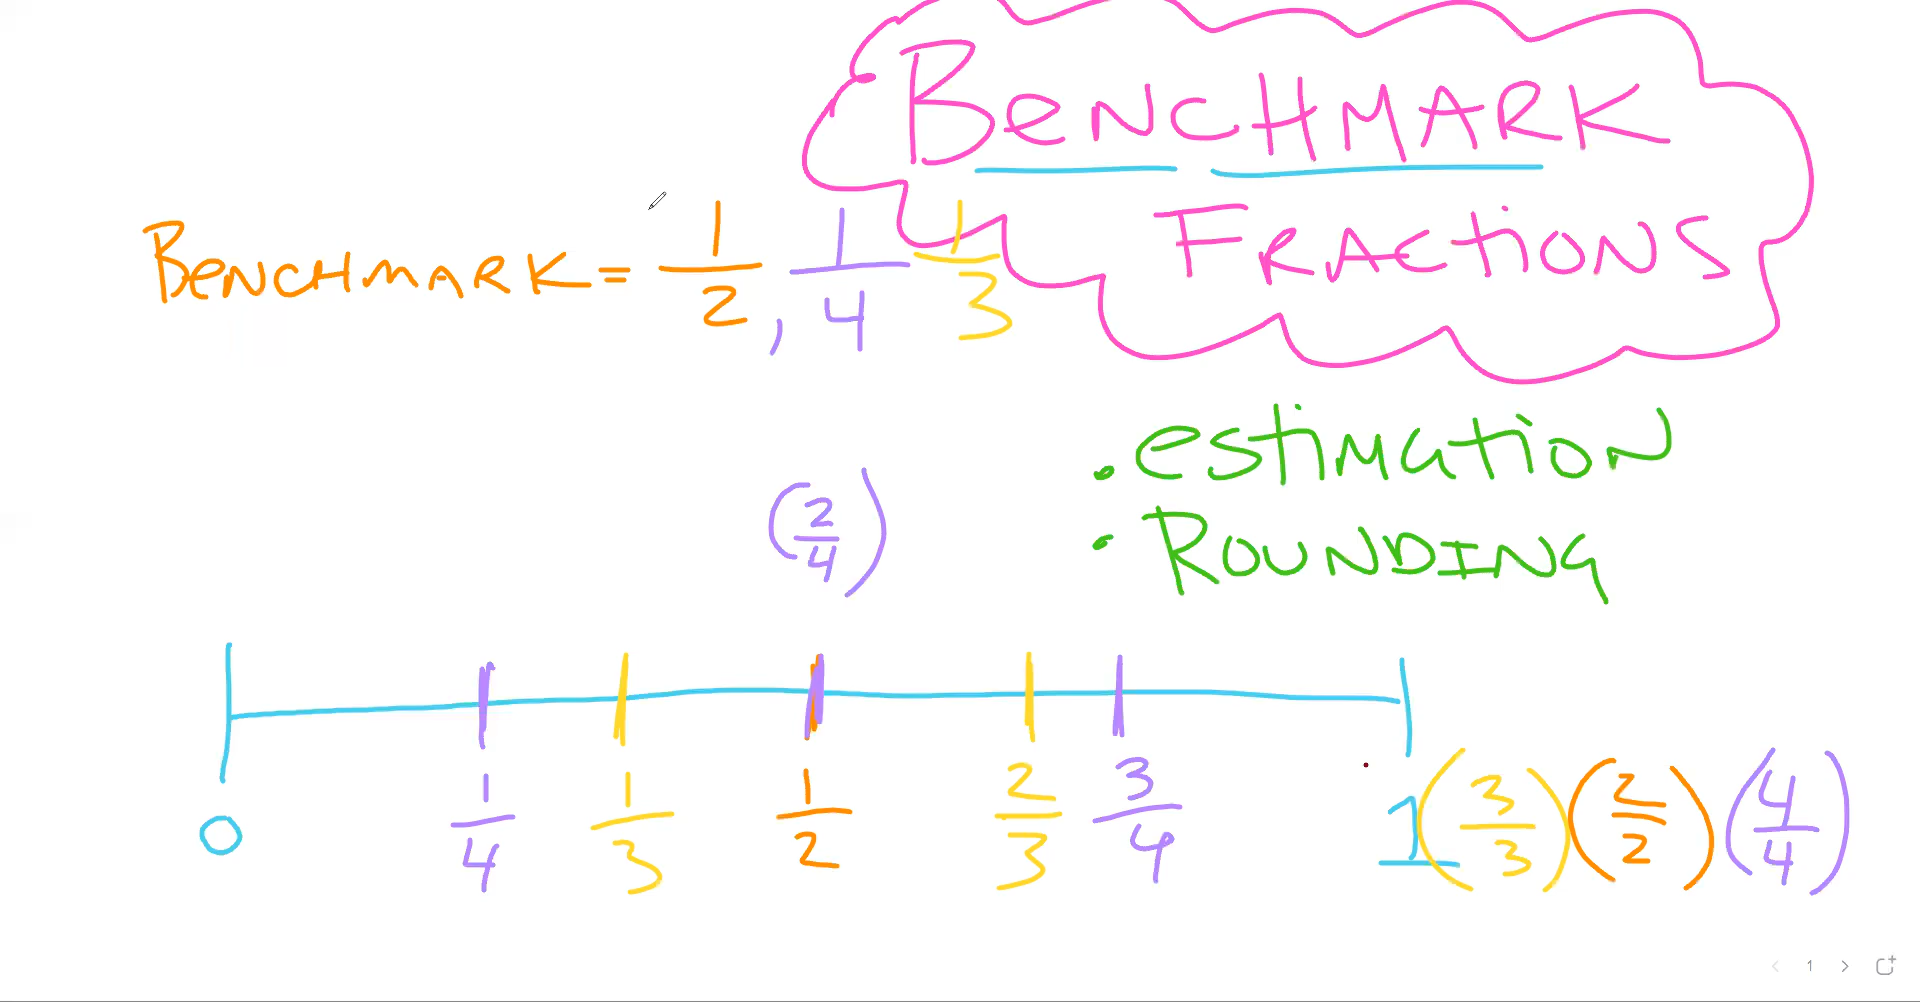 BENCHMARK
FRACTIONS
BENCHMARK = 1/2, 1/4 1/3
• estimation
• ROUNDING
(2/4)
0 1/4 1/3 1/2 2/3 3/4 1 (3/3) (2/2) (4/4)
1